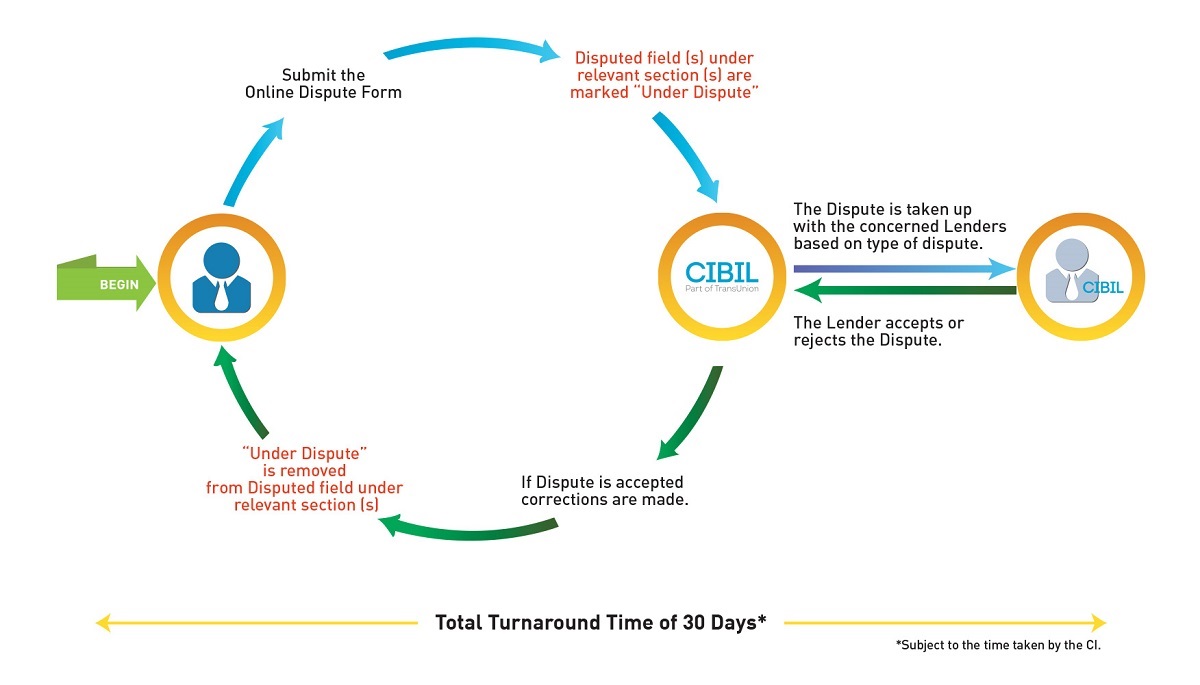 Submit the
Online Dispute Form
Disputed field (s) under
relevant section (s) are
marked “Under Dispute”
BEGIN
CIBIL
Part of TransUnion
The Dispute is taken up
with the concerned Lenders
based on type of dispute.
CIBIL
The Lender accepts or
rejects the Dispute.
If Dispute is accepted
corrections are made.
“Under Dispute”
is removed
from Disputed field under
relevant section (s)
Total Turnaround Time of 30 Days*
*Subject to the time taken by the CI.